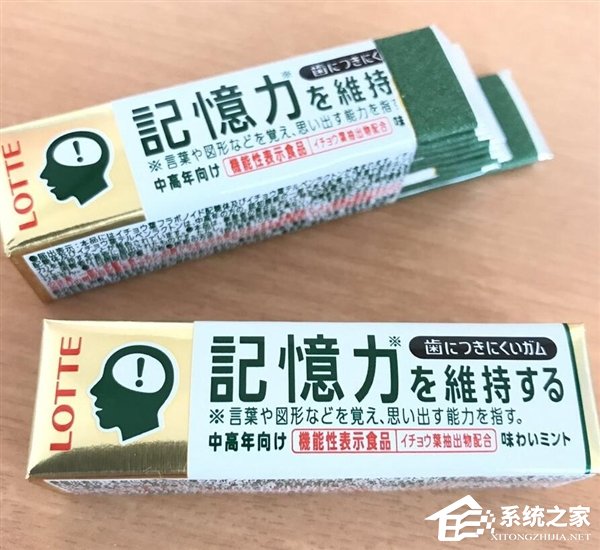 LOTTE
歯につきにく
記憶力※を維持
※言葉や図形などを覚え、思い出す能力を指す
中高年向け 機能性表示食品 イチョウ葉抽出物配合 味
LOTTE
歯につきにくいガム
記憶力※を維持する
※言葉や図形などを覚え、思い出す能力を指す。
中高年向け 機能性表示食品 イチョウ葉抽出物配合 味わいミント
系统之家
XITONGZHIJIA.NET